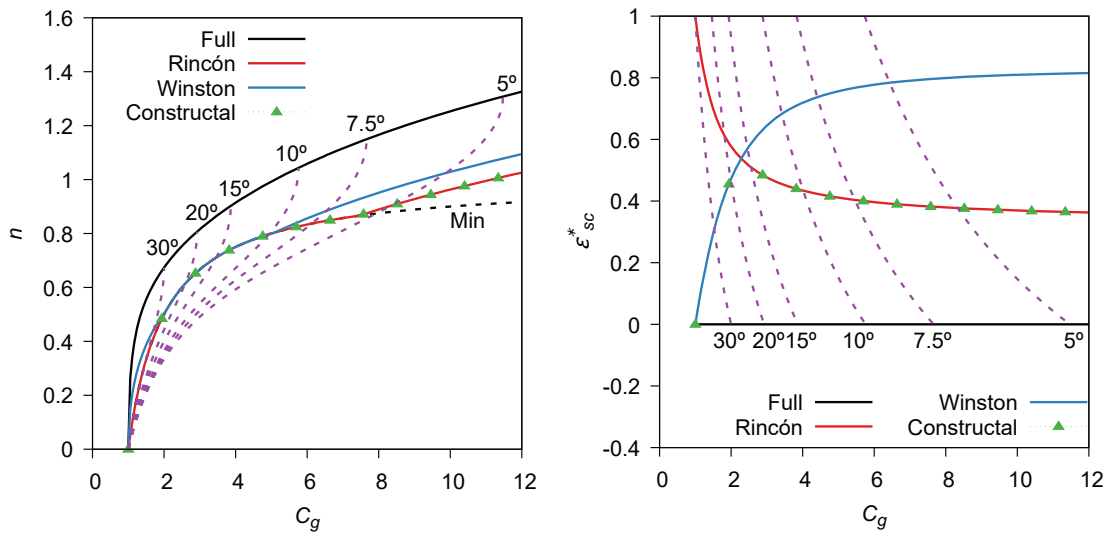 1.6
1.4
1.2
1
0.8
0.6
0.4
0.2
0
n
Full
Rincón
Winston
Constructal
5º
7.5º
10º
15º
20º
30º
Min
0 2 4 6 8 10 12
C_g
1
0.8
0.6
0.4
0.2
0
-0.2
-0.4
ε*_sc
30º 20º 15º 10º 7.5º 5º
Full Winston
Rincón Constructal
0 2 4 6 8 10 12
C_g